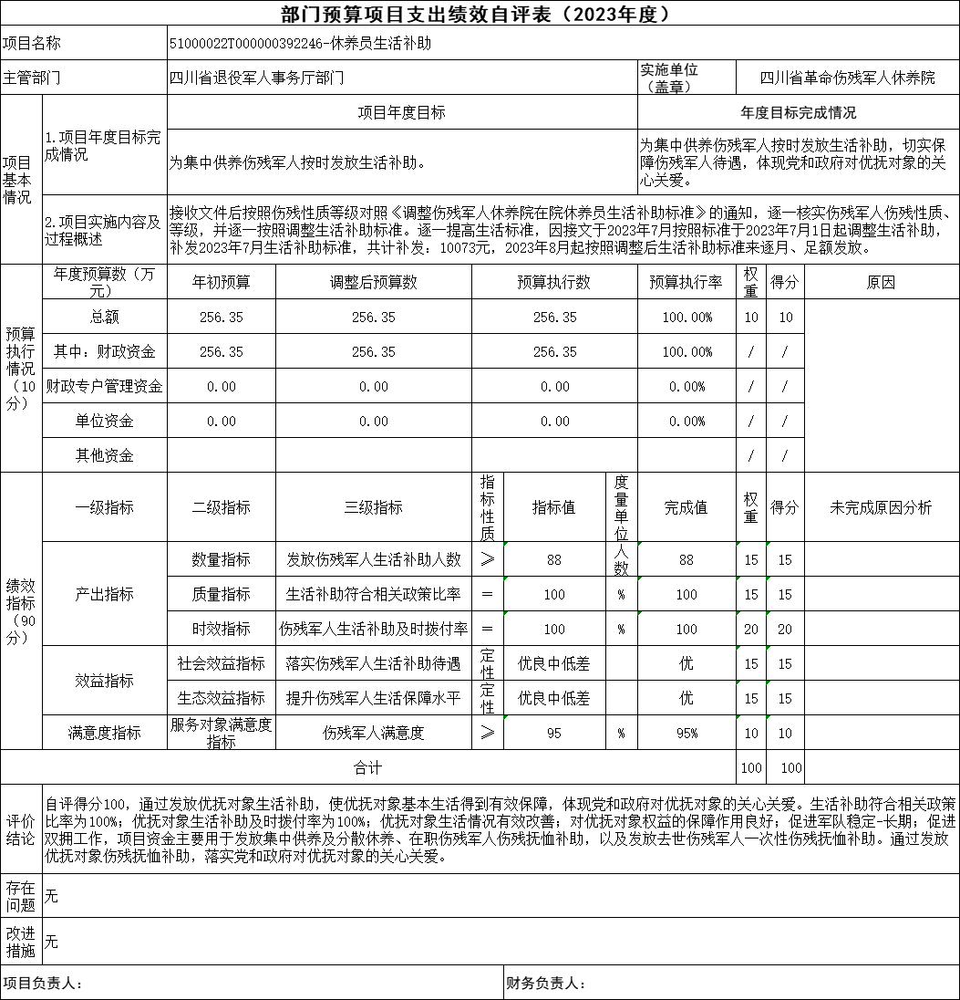 部门预算项目支出绩效自评表（2023年度）
项目名称 51000022T000000392246-休养员生活补助
主管部门 四川省退役军人事务厅部门 实施单位（盖章） 四川省革命伤残军人休养院
项目基本情况
1.项目年度目标完成情况
项目年度目标 年度目标完成情况
为集中供养伤残军人按时发放生活补助。
为集中供养伤残军人按时发放生活补助，切实保
障伤残军人待遇，体现党和政府对优抚对象的关
心关爱。
2.项目实施内容及过程概述
接收文件后按照伤残性质等级对照《调整伤残军人休养院在院休养员生活补助标准》的通知，逐一核实伤残军人伤残性质、
等级，并逐一按照调整生活补助标准。逐一提高生活标准，因接文于2023年7月按照标准于2023年7月1日起调整生活补助，
补发2023年7月生活补助标准，共计补发：10073元，2023年8月起按照调整后生活补助标准来逐月、足额发放。
预算执行情况（10分）
年度预算数（万元） 年初预算 调整后预算数 预算执行数 预算执行率 权重 得分 原因
总额 256.35 256.35 256.35 100.00% 10 10
其中：财政资金 256.35 256.35 256.35 100.00% / /
财政专户管理资金 0.00 0.00 0.00 0.00% / /
单位资金 0.00 0.00 0.00 0.00% / /
其他资金 / /
绩效指标（90分）
一级指标 二级指标 三级指标 指标性质 指标值 度量单位 完成值 权重 得分 未完成原因分析
产出指标
数量指标 发放伤残军人生活补助人数 ≥ 88 人数 88 15 15
质量指标 生活补助符合相关政策比率 ＝ 100 % 100 15 15
时效指标 伤残军人生活补助及时拨付率 ＝ 100 % 100 20 20
效益指标
社会效益指标 落实伤残军人生活补助待遇 定性 优良中低差 优 15 15
生态效益指标 提升伤残军人生活保障水平 定性 优良中低差 优 15 15
满意度指标 服务对象满意度指标 伤残军人满意度 ≥ 95 % 95% 10 10
合计 100 100
评价结论
自评得分100，通过发放优抚对象生活补助，使优抚对象基本生活得到有效保障，体现党和政府对优抚对象的关心关爱。生活补助符合相关政策
比率为100%；优抚对象生活补助及时拨付率为100%；优抚对象生活情况有效改善；对优抚对象权益的保障作用良好；促进军队稳定-长期；促进
双拥工作，项目资金主要用于发放集中供养及分散休养、在职伤残军人伤残抚恤补助，以及发放去世伤残军人一次性伤残抚恤补助。通过发放
优抚对象伤残抚恤补助，落实党和政府对优抚对象的关心关爱。
存在问题 无
改进措施 无
项目负责人： 财务负责人：